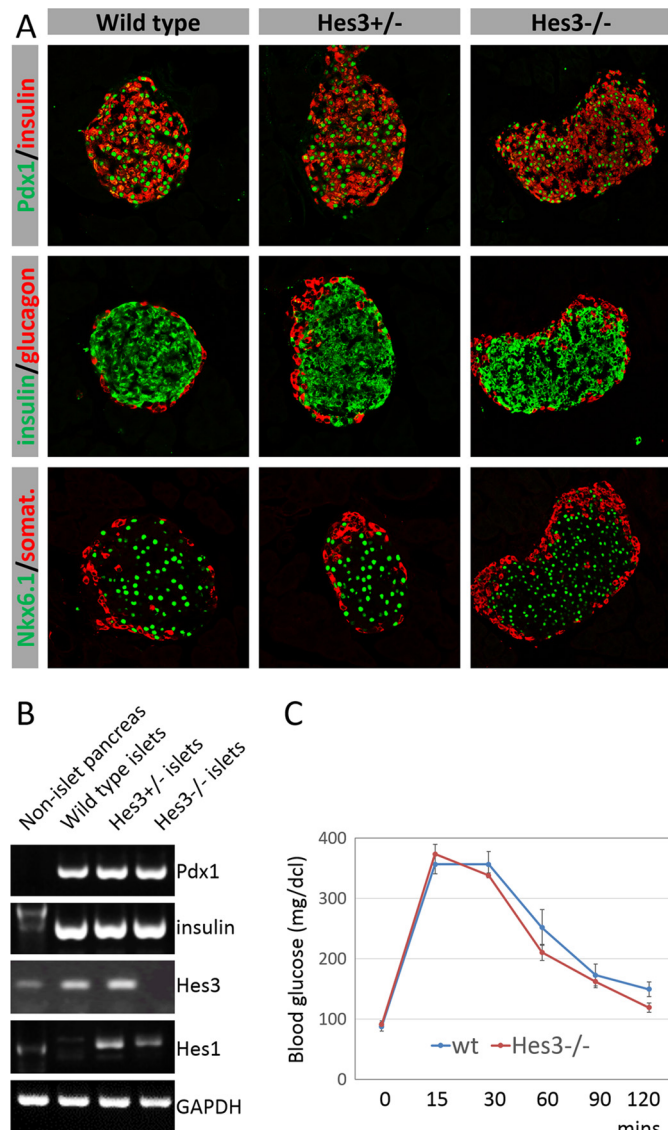 A
Wild type
Hes3+/-
Hes3-/-
Pdx1/insulin
insulin/glucagon
Nkx6.1/somat.
B
Non-islet pancreas
Wild type islets
Hes3+/- islets
Hes3-/- islets
Pdx1
insulin
Hes3
Hes1
GAPDH
C
Blood glucose (mg/dcl)
400
300
200
100
0
wt
Hes3-/-
0 15 30 60 90 120
mins